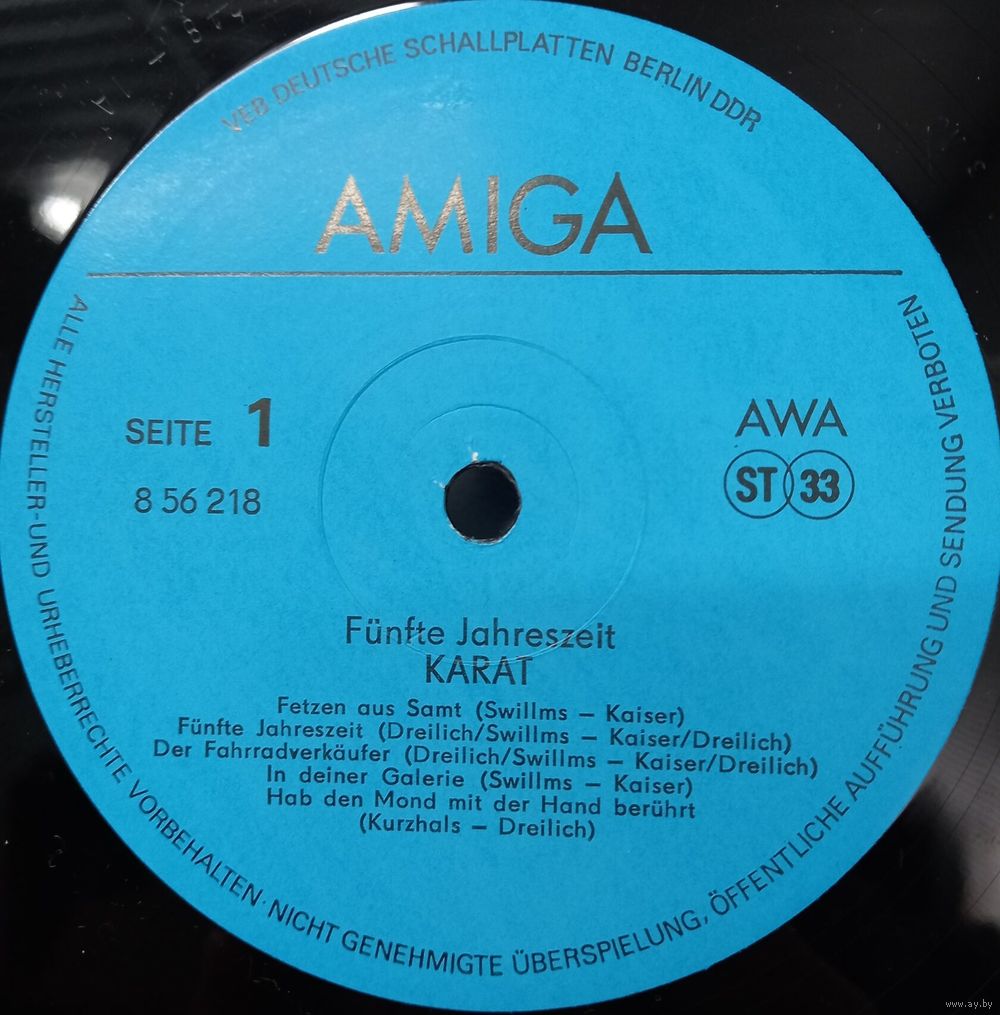 VEB DEUTSCHE SCHALLPLATTEN BERLIN DDR
AMIGA
SEITE 1
8 56 218
AWA
ST 33
Fünfte Jahreszeit
KARAT
Fetzen aus Samt (Swillms – Kaiser)
Fünfte Jahreszeit (Dreilich/Swillms – Kaiser/Dreilich)
Der Fahrradverkäufer (Dreilich/Swillms – Kaiser/Dreilich)
In deiner Galerie (Swillms – Kaiser)
Hab den Mond mit der Hand berührt
(Kurzhals – Dreilich)
ALLE HERSTELLER-UND URHEBERRECHTE VORBEHALTEN· NICHT GENEHMIGTE ÜBERSPIELUNG, ÖFFENTLICHE AUFFÜHRUNG UND SENDUNG VERBOTEN
www.ay.by